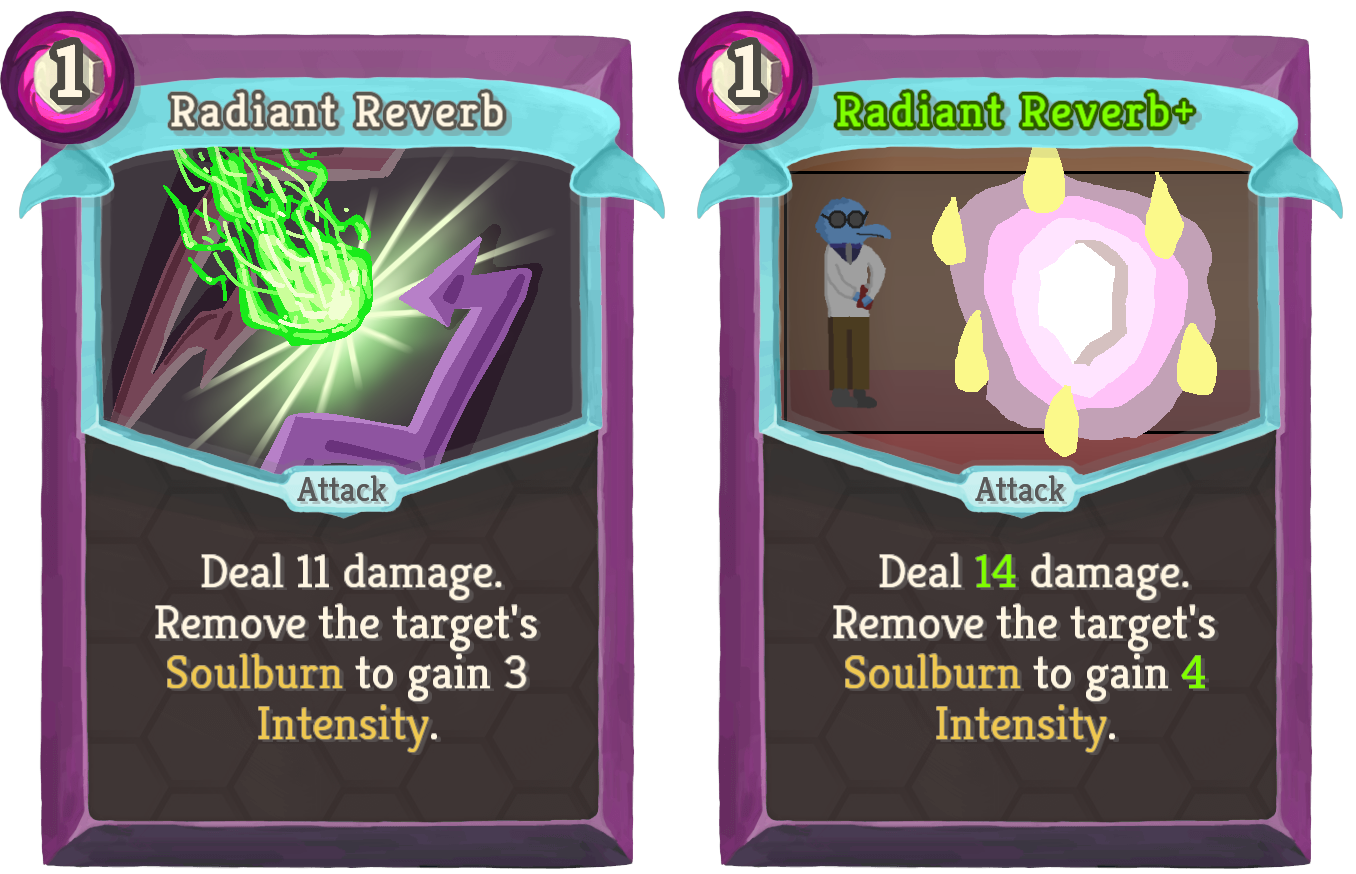 1
Radiant Reverb
Attack
Deal 11 damage.
Remove the target's
Soulburn to gain 3
Intensity.
1
Radiant Reverb+
Attack
Deal 14 damage.
Remove the target's
Soulburn to gain 4
Intensity.